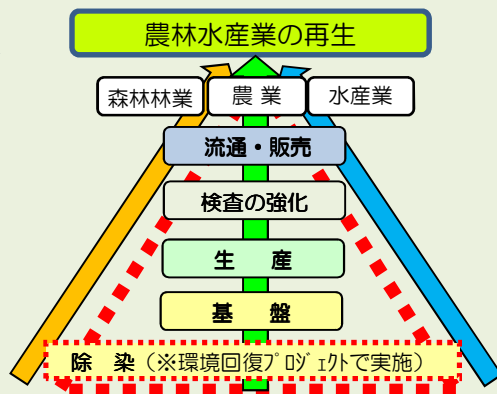 農林水産業の再生
森林林業 農 業 水産業
流通・販売
検査の強化
生 産
基 盤
除 染（※環境回復ﾌﾟﾛｼﾞｪｸﾄで実施）